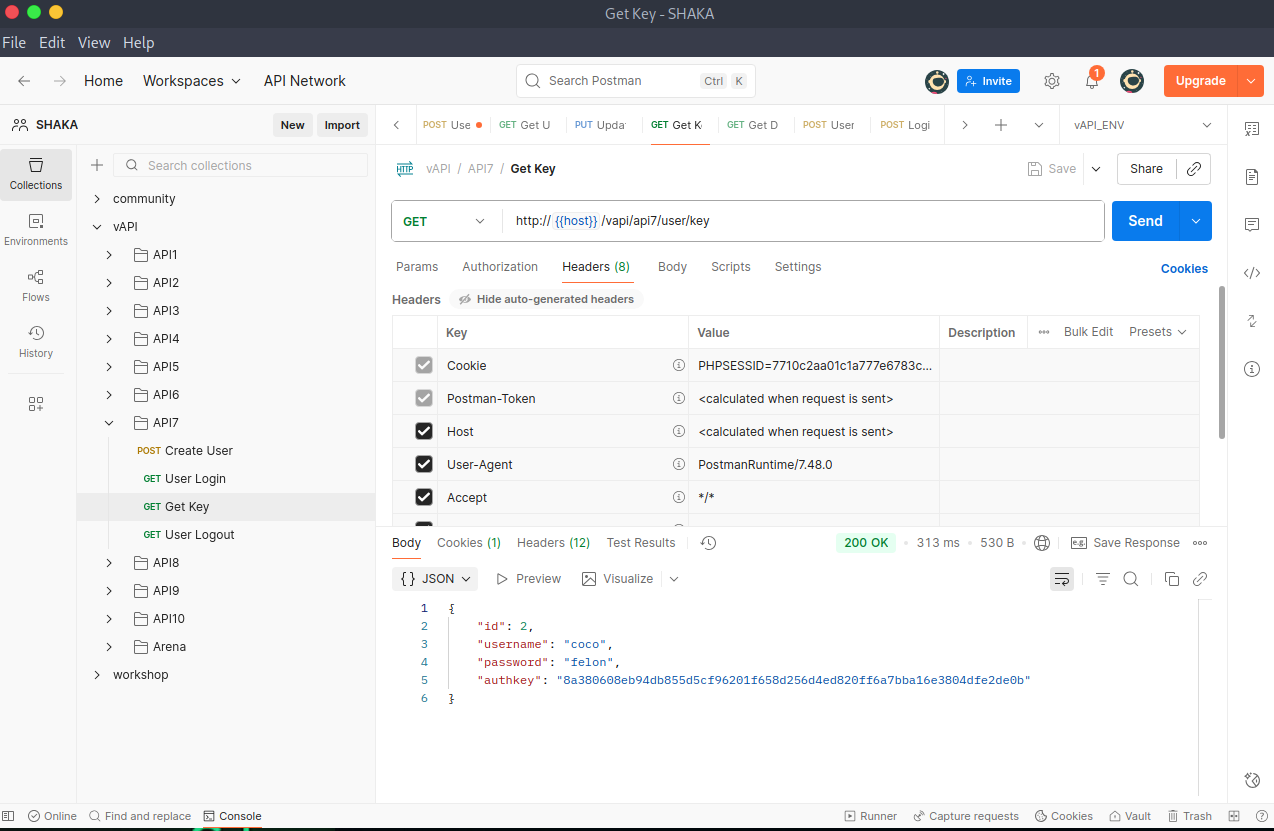 Get Key - SHAKA
File Edit View Help
Home Workspaces API Network Search Postman Ctrl K Invite 1 Upgrade
SHAKA New Import
POST Use GET Get U PUT Upda GET Get K GET Get D POST User POST Logi vAPI_ENV
Collections
Environments
Flows
History
Search collections
community
vAPI
API1
API2
API3
API4
API5
API6
API7
POST Create User
GET User Login
GET Get Key
GET User Logout
API8
API9
API10
Arena
workshop
HTTP vAPI / API7 / Get Key Save Share
GET http:// {{host}} /vapi/api7/user/key Send
Params Authorization Headers (8) Body Scripts Settings Cookies
Headers Hide auto-generated headers
Key Value Description Bulk Edit Presets
Cookie PHPSESSID=7710c2aa01c1a777e6783c...
Postman-Token <calculated when request is sent>
Host <calculated when request is sent>
User-Agent PostmanRuntime/7.48.0
Accept */*
Body Cookies (1) Headers (12) Test Results 200 OK 313 ms 530 B e.g. Save Response
{} JSON Preview Visualize
1 {
2 "id": 2,
3 "username": "coco",
4 "password": "felon",
5 "authkey": "8a380608eb94db855d5cf96201f658d256d4ed820ff6a7bba16e3804dfe2de0b"
6 }
Online Find and replace Console Runner Capture requests Cookies Vault Trash